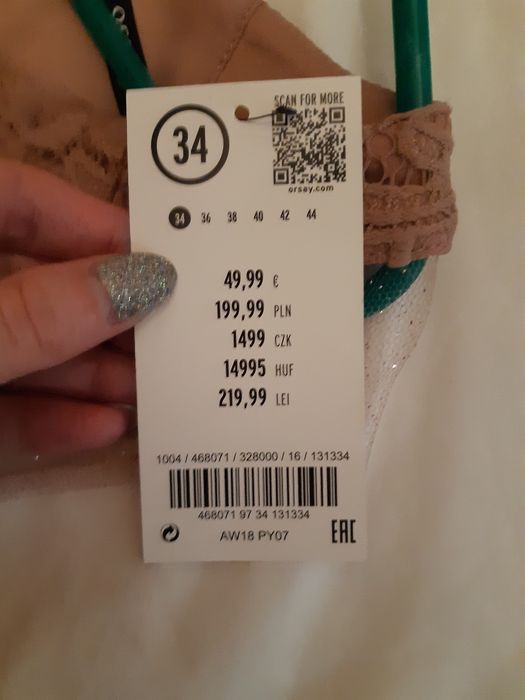 SCAN FOR MORE
34
orsay.com
34 36 38 40 42 44
49,99 €
199,99 PLN
1499 CZK
14995 HUF
219,99 LEI
1004 / 468071 / 328000 / 16 / 131334
468071 97 34 131334
AW18 PY07
EAC